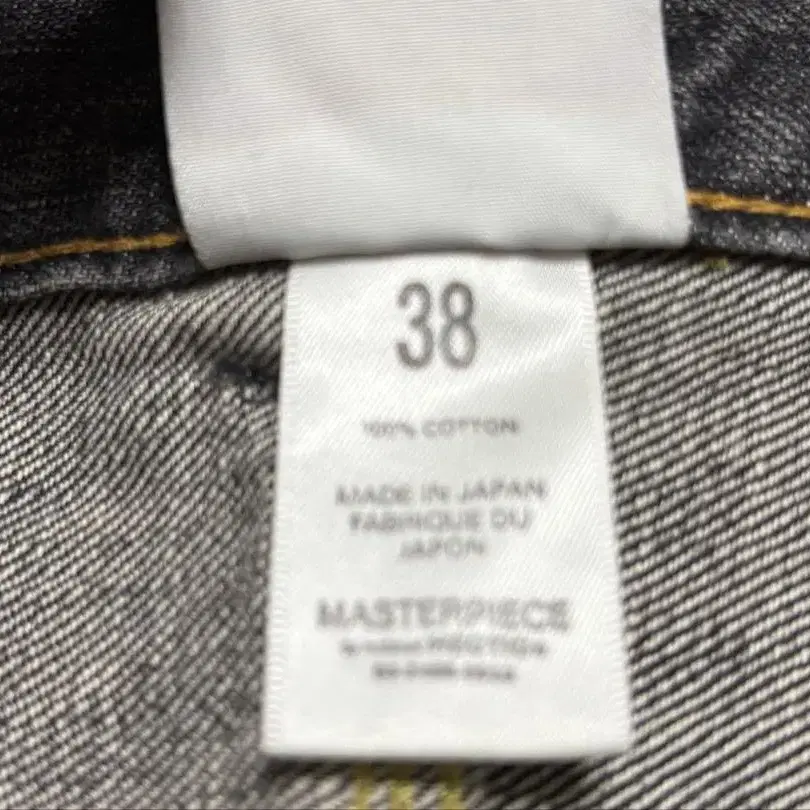 38
100% COTTON
MADE IN JAPAN
FABRIQUE DU
JAPON
MASTERPIECE